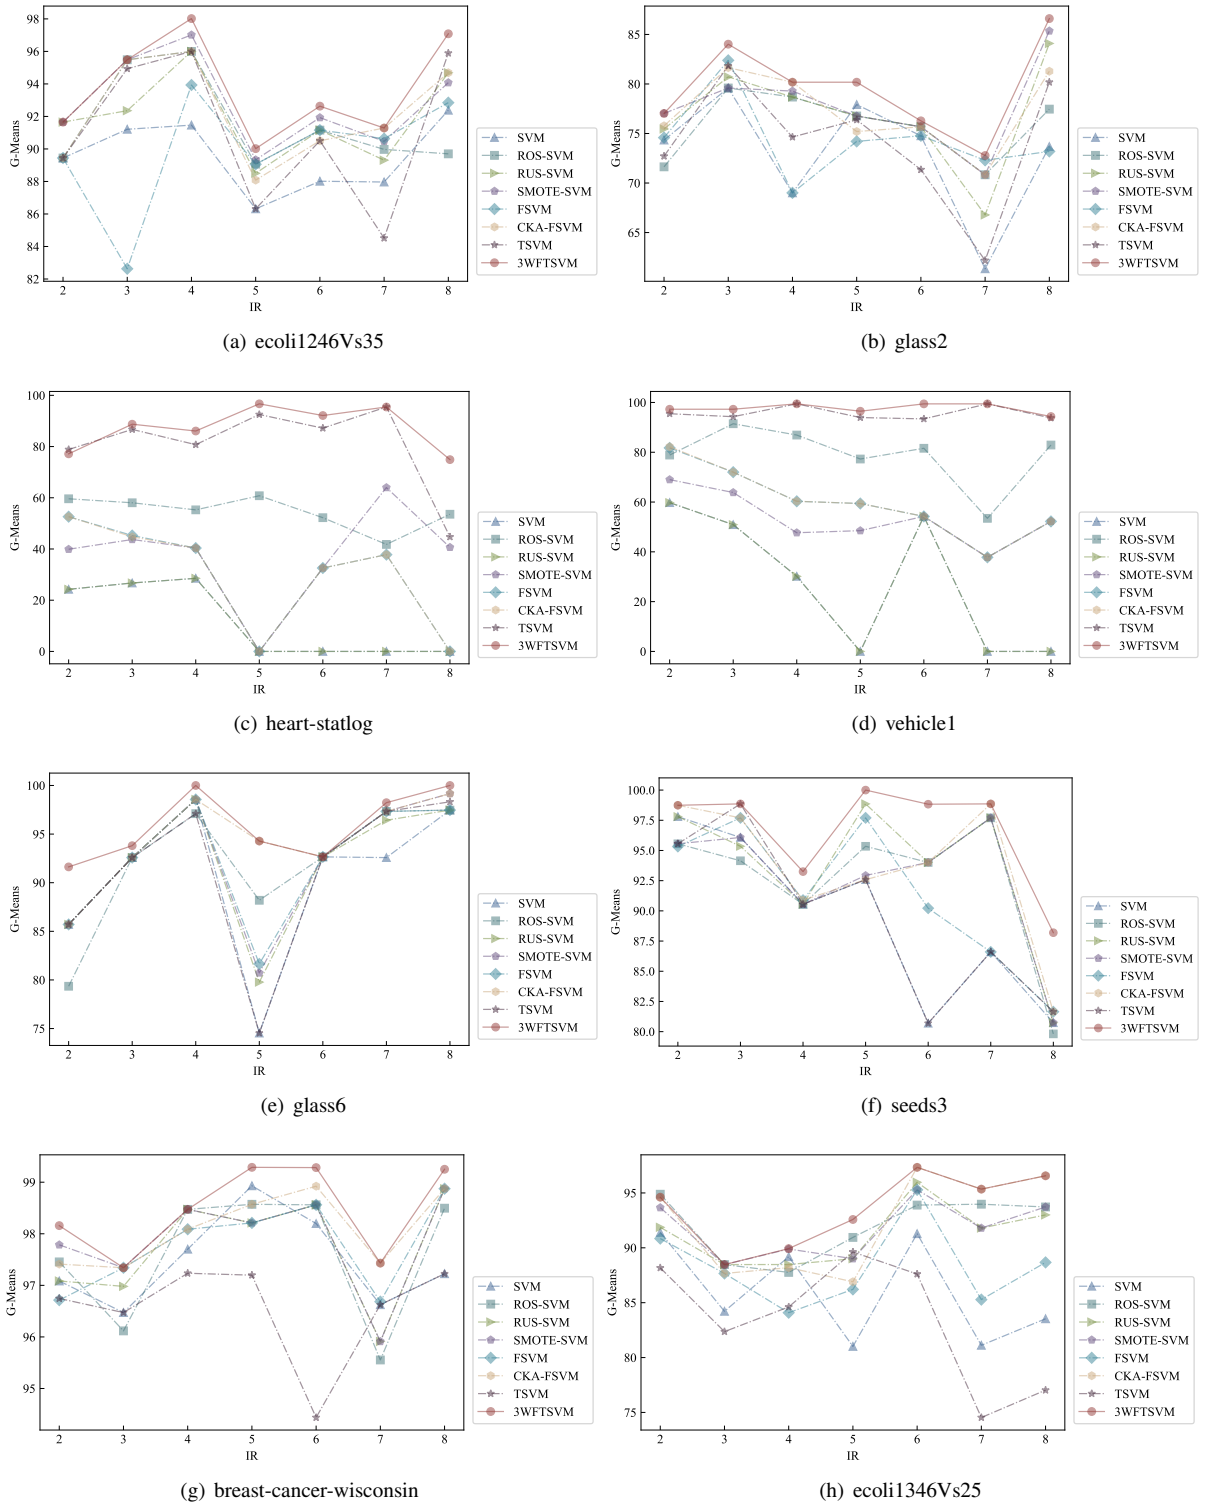 98
96
94
92
90
88
86
84
82
G-Means
2 3 4 5 6 7 8
IR
SVM
ROS-SVM
RUS-SVM
SMOTE-SVM
FSVM
CKA-FSVM
TSVM
3WFTSVM
(a) ecoli1246Vs35
85
80
75
70
65
G-Means
2 3 4 5 6 7 8
IR
SVM
ROS-SVM
RUS-SVM
SMOTE-SVM
FSVM
CKA-FSVM
TSVM
3WFTSVM
(b) glass2
100
80
60
40
20
0
G-Means
2 3 4 5 6 7 8
IR
SVM
ROS-SVM
RUS-SVM
SMOTE-SVM
FSVM
CKA-FSVM
TSVM
3WFTSVM
(c) heart-statlog
100
80
60
40
20
0
G-Means
2 3 4 5 6 7 8
IR
SVM
ROS-SVM
RUS-SVM
SMOTE-SVM
FSVM
CKA-FSVM
TSVM
3WFTSVM
(d) vehicle1
100
95
90
85
80
75
G-Means
2 3 4 5 6 7 8
IR
SVM
ROS-SVM
RUS-SVM
SMOTE-SVM
FSVM
CKA-FSVM
TSVM
3WFTSVM
(e) glass6
100.0
97.5
95.0
92.5
90.0
87.5
85.0
82.5
80.0
G-Means
2 3 4 5 6 7 8
IR
SVM
ROS-SVM
RUS-SVM
SMOTE-SVM
FSVM
CKA-FSVM
TSVM
3WFTSVM
(f) seeds3
99
98
97
96
95
G-Means
2 3 4 5 6 7 8
IR
SVM
ROS-SVM
RUS-SVM
SMOTE-SVM
FSVM
CKA-FSVM
TSVM
3WFTSVM
(g) breast-cancer-wisconsin
95
90
85
80
75
G-Means
2 3 4 5 6 7 8
IR
SVM
ROS-SVM
RUS-SVM
SMOTE-SVM
FSVM
CKA-FSVM
TSVM
3WFTSVM
(h) ecoli1346Vs25